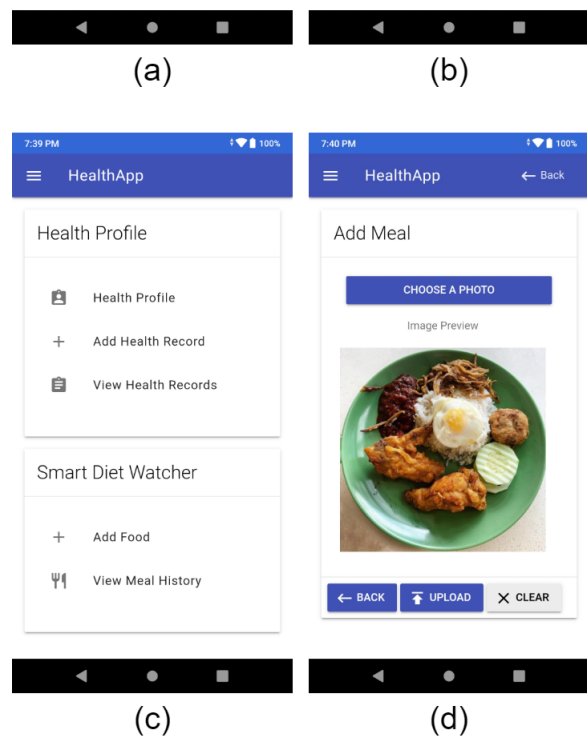 (a)
(b)
7:39 PM 100%
HealthApp
Health Profile
Health Profile
Add Health Record
View Health Records
Smart Diet Watcher
Add Food
View Meal History
(c)
7:40 PM 100%
HealthApp Back
Add Meal
CHOOSE A PHOTO
Image Preview
BACK UPLOAD CLEAR
(d)